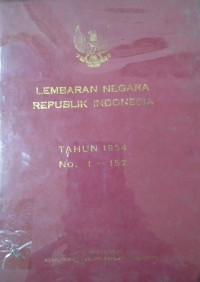 LEMBARAN NEGARA
REPUBLIK INDONESIA
TAHUN 1954
No. 1 - 152